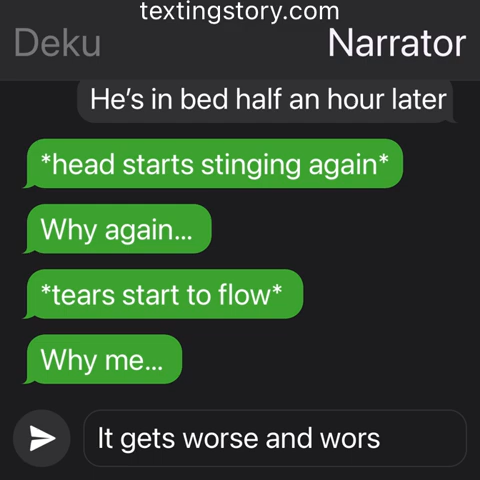 textingstory.com
Deku Narrator
He’s in bed half an hour later
*head starts stinging again*
Why again...
*tears start to flow*
Why me...
It gets worse and wors